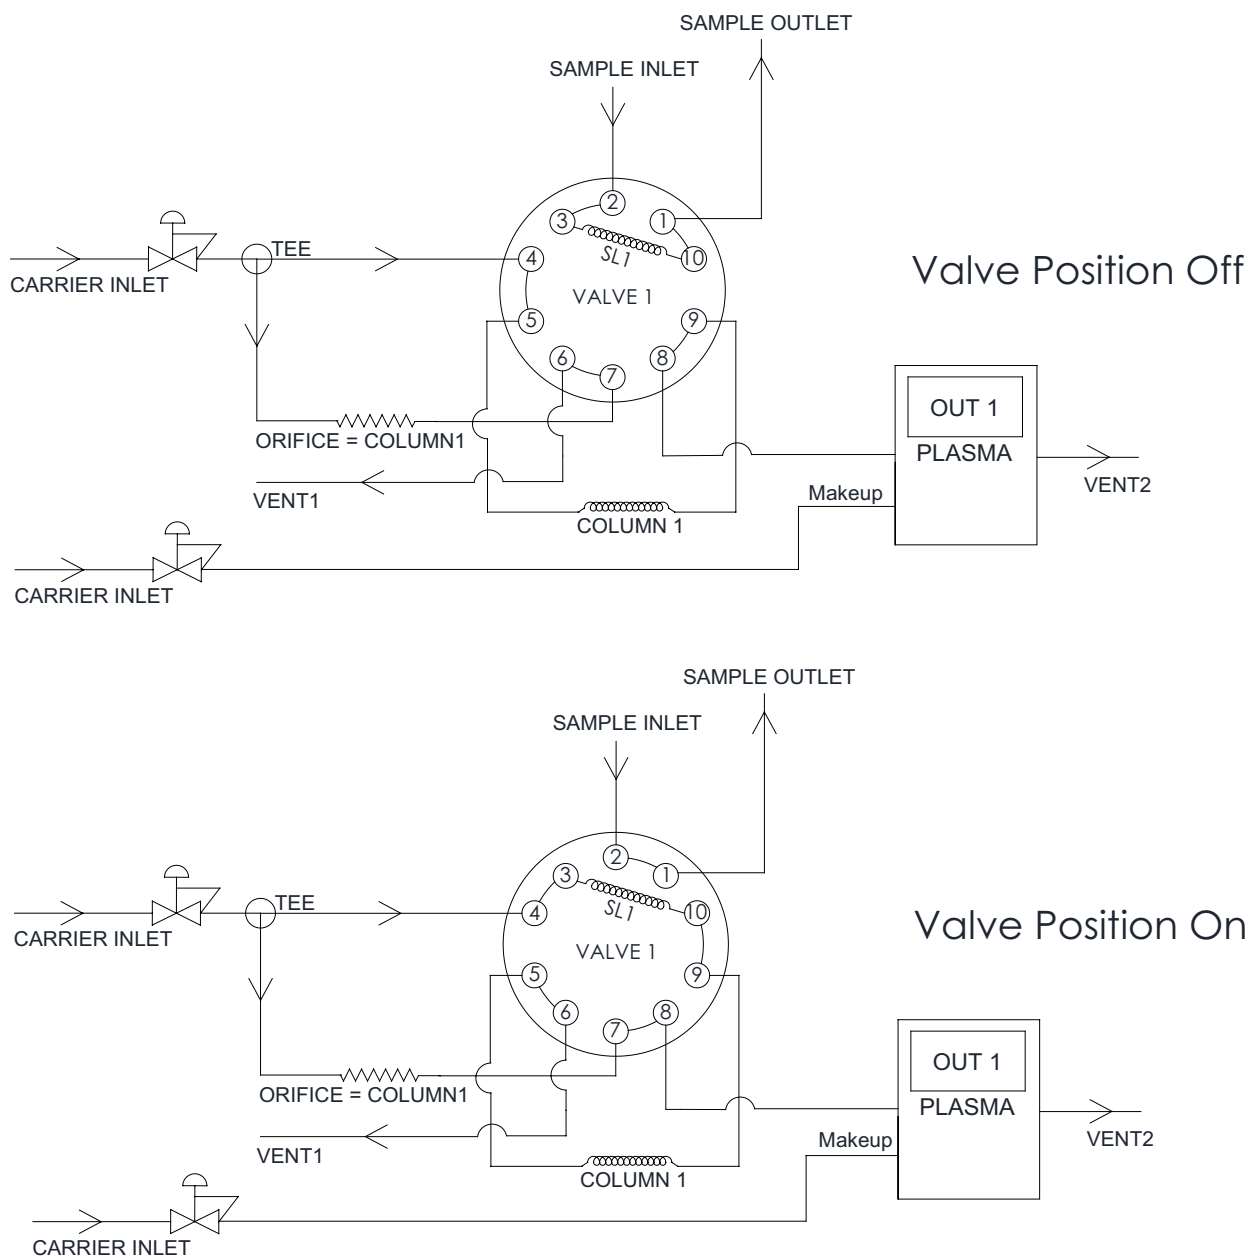 SAMPLE OUTLET
SAMPLE INLET
2
3
1
TEE
4
SL1
10
CARRIER INLET
VALVE 1
Valve Position Off
5
9
6
7
8
OUT 1
ORIFICE = COLUMN1
PLASMA
VENT1
Makeup
VENT2
COLUMN 1
CARRIER INLET
SAMPLE OUTLET
SAMPLE INLET
2
3
1
TEE
4
SL1
10
CARRIER INLET
VALVE 1
Valve Position On
5
9
6
7
8
OUT 1
ORIFICE = COLUMN1
PLASMA
VENT1
Makeup
VENT2
COLUMN 1
CARRIER INLET